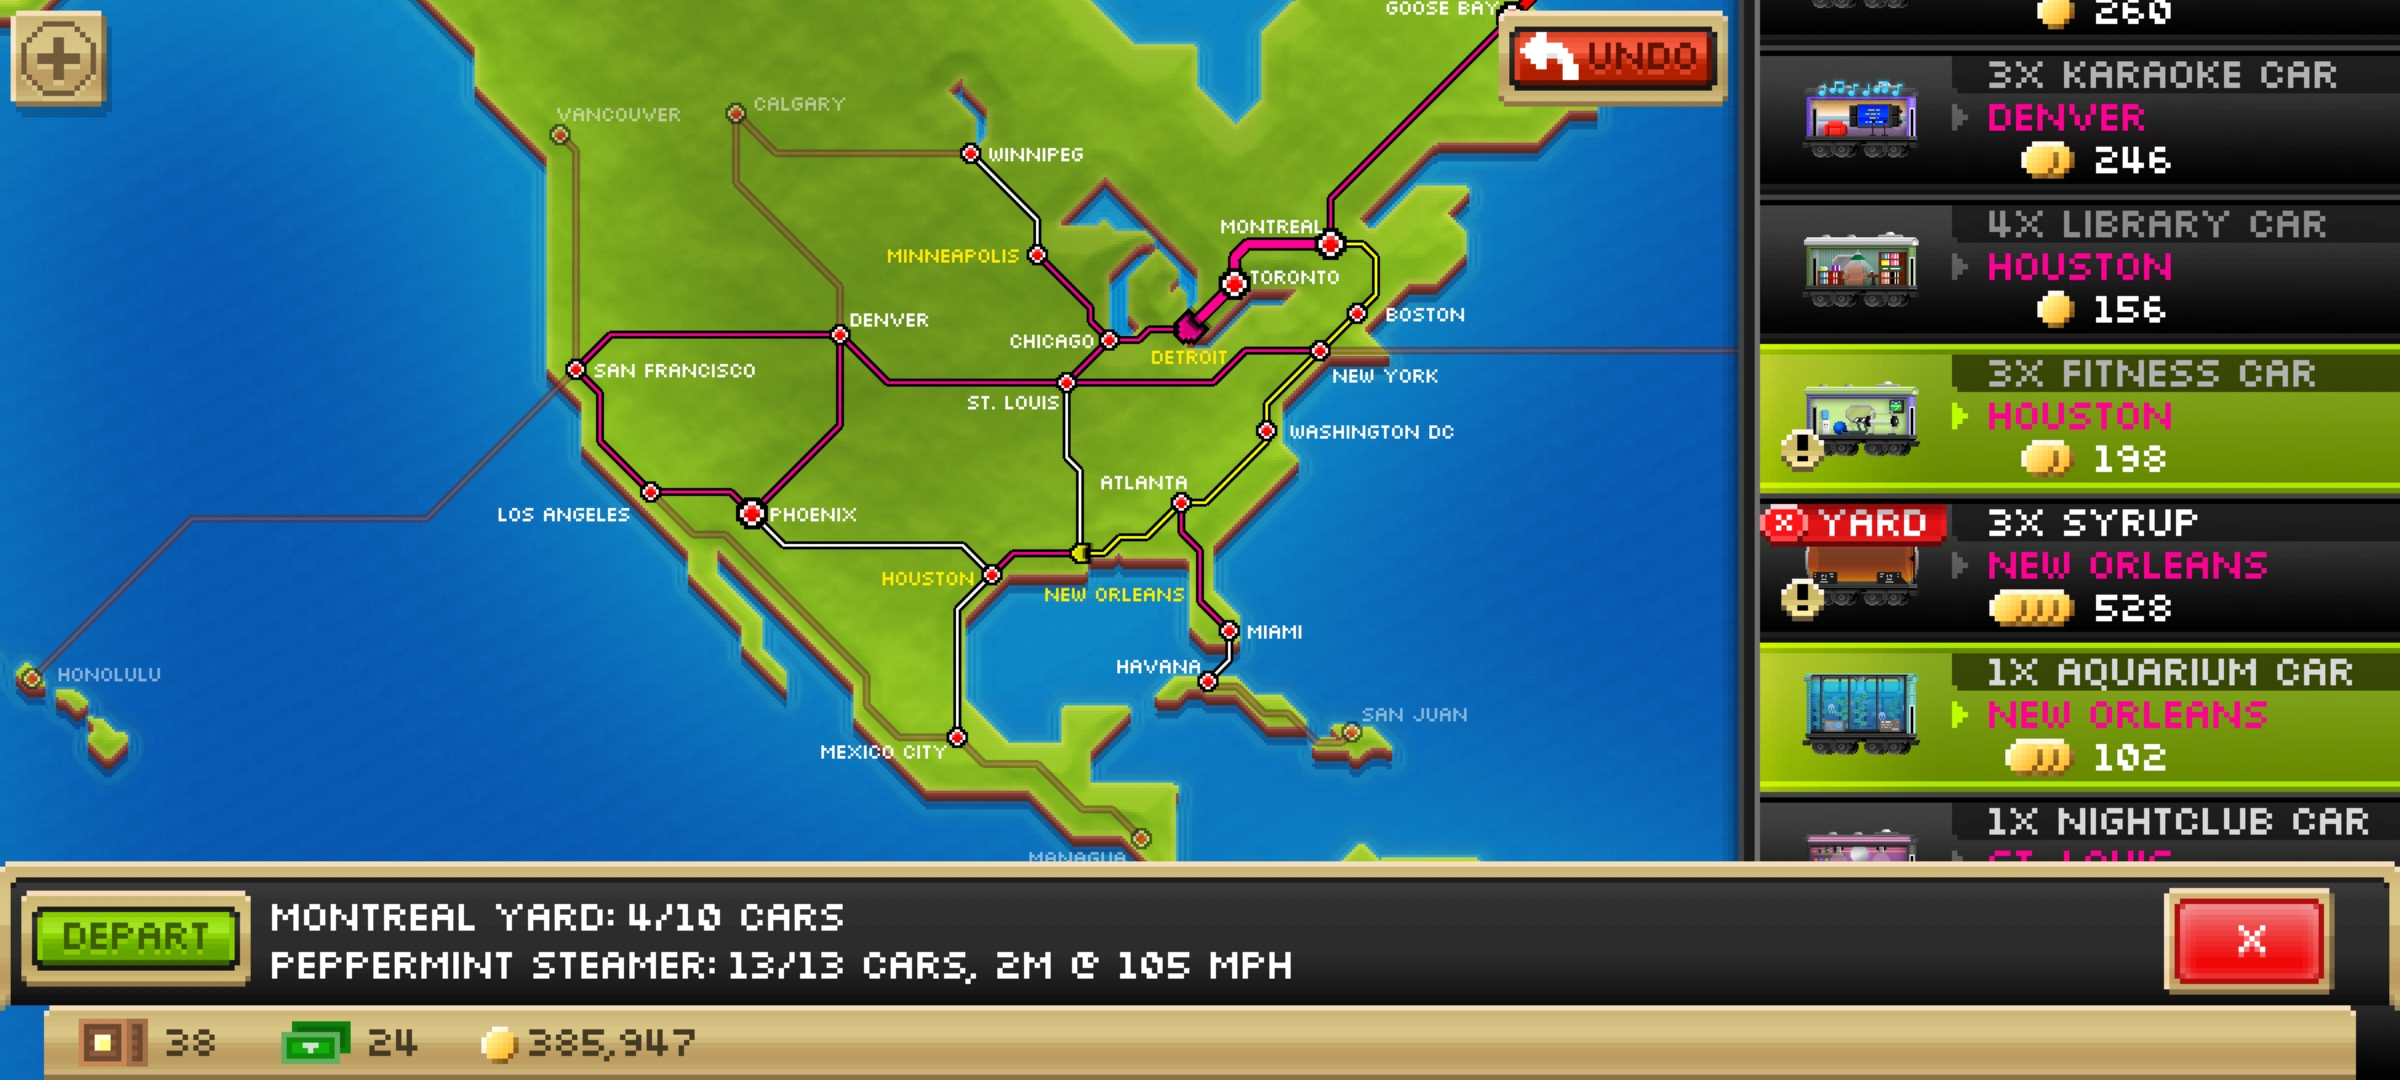 GOOSE BAY
UNDO
VANCOUVER
CALGARY
WINNIPEG
MINNEAPOLIS
MONTREAL
TORONTO
BOSTON
DENVER
CHICAGO
DETROIT
SAN FRANCISCO
NEW YORK
ST. LOUIS
WASHINGTON DC
ATLANTA
LOS ANGELES
PHOENIX
HOUSTON
NEW ORLEANS
MIAMI
HAVANA
HONOLULU
SAN JUAN
MEXICO CITY
MANAGUA
260
3X KARAOKE CAR
DENVER
246
4X LIBRARY CAR
HOUSTON
156
3X FITNESS CAR
HOUSTON
198
X YARD
3X SYRUP
NEW ORLEANS
528
1X AQUARIUM CAR
NEW ORLEANS
102
1X NIGHTCLUB CAR
ST. LOUIS
DEPART
MONTREAL YARD: 4/10 CARS
PEPPERMINT STEAMER: 13/13 CARS, 2M @ 105 MPH
X
38
24
385,947